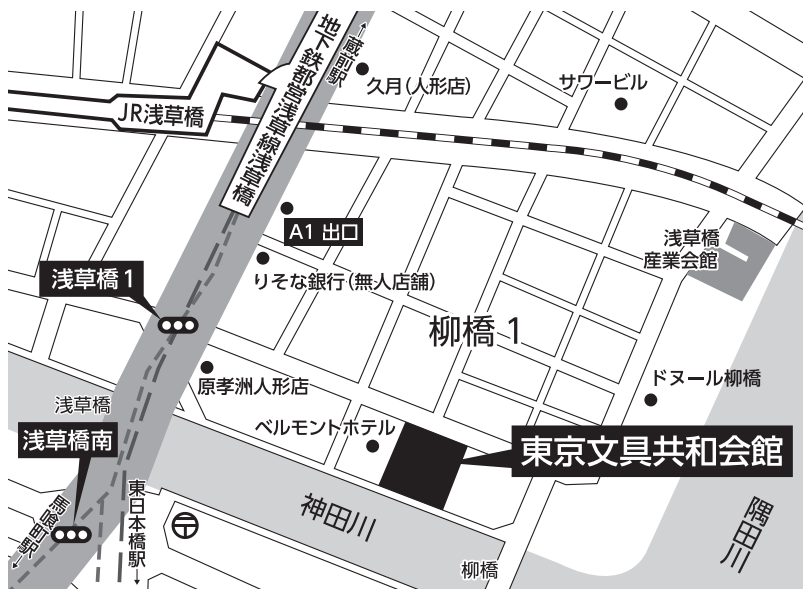 ←蔵前駅
地下鉄都営浅草線浅草橋
久月(人形店)
サワービル
JR浅草橋
A1 出口
浅草橋
産業会館
りそな銀行(無人店舗)
浅草橋1
柳橋1
原孝洲人形店
ドヌール柳橋
浅草橋
ベルモントホテル
浅草橋南
東京文具共和会館
神田川
隅田川
東日本橋駅→
馬喰町駅→
柳橋